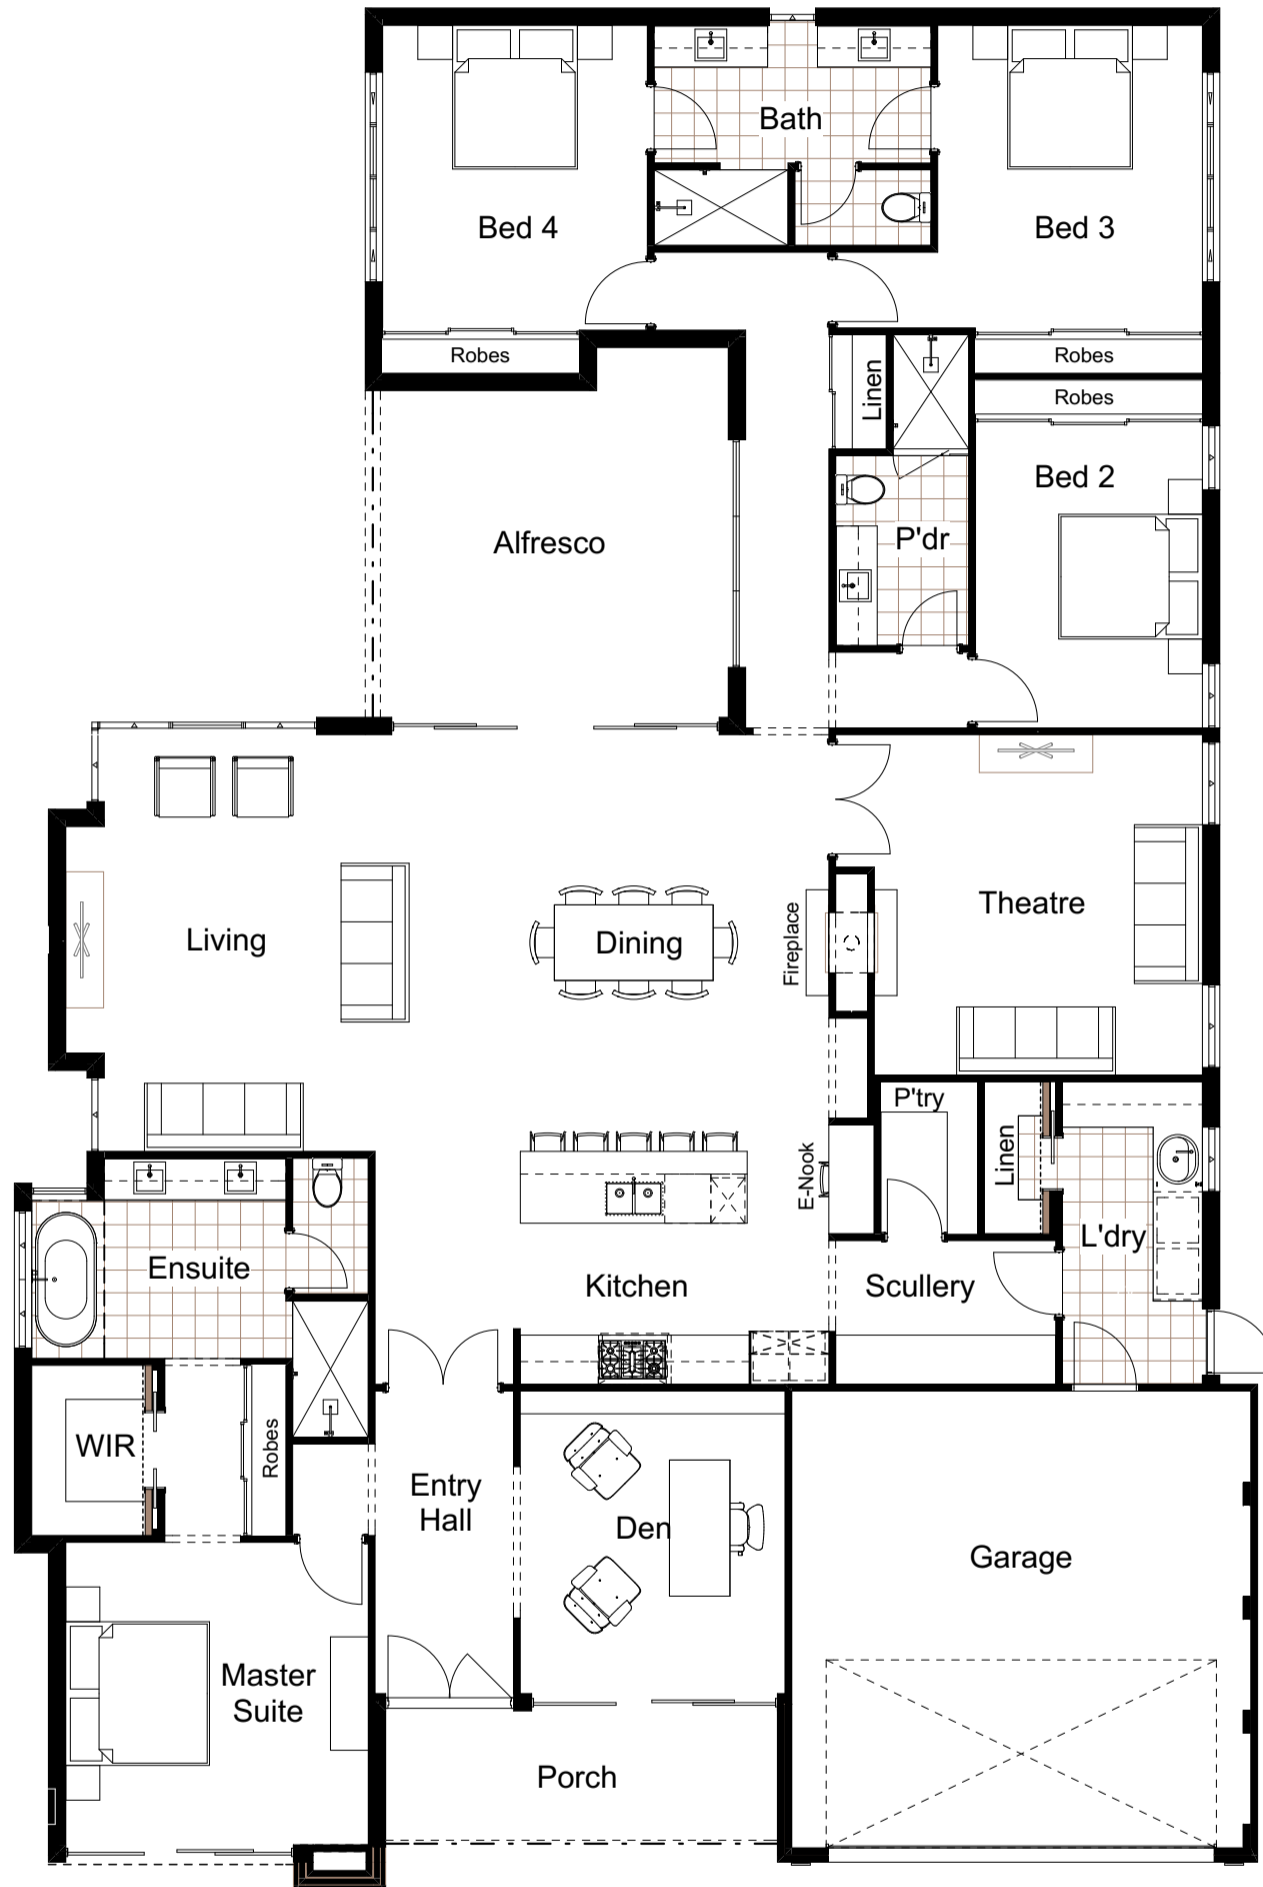 Bath
Bed 4
Bed 3
Robes
Robes
Linen
Robes
Bed 2
Alfresco
P'dr
Living
Dining
Fireplace
Theatre
P'try
E-Nook
Linen
L'dry
Ensuite
Kitchen
Scullery
WIR
Robes
Entry
Hall
Den
Garage
Master
Suite
Porch